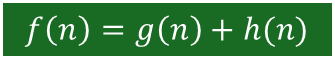 f(n) = g(n) + h(n)